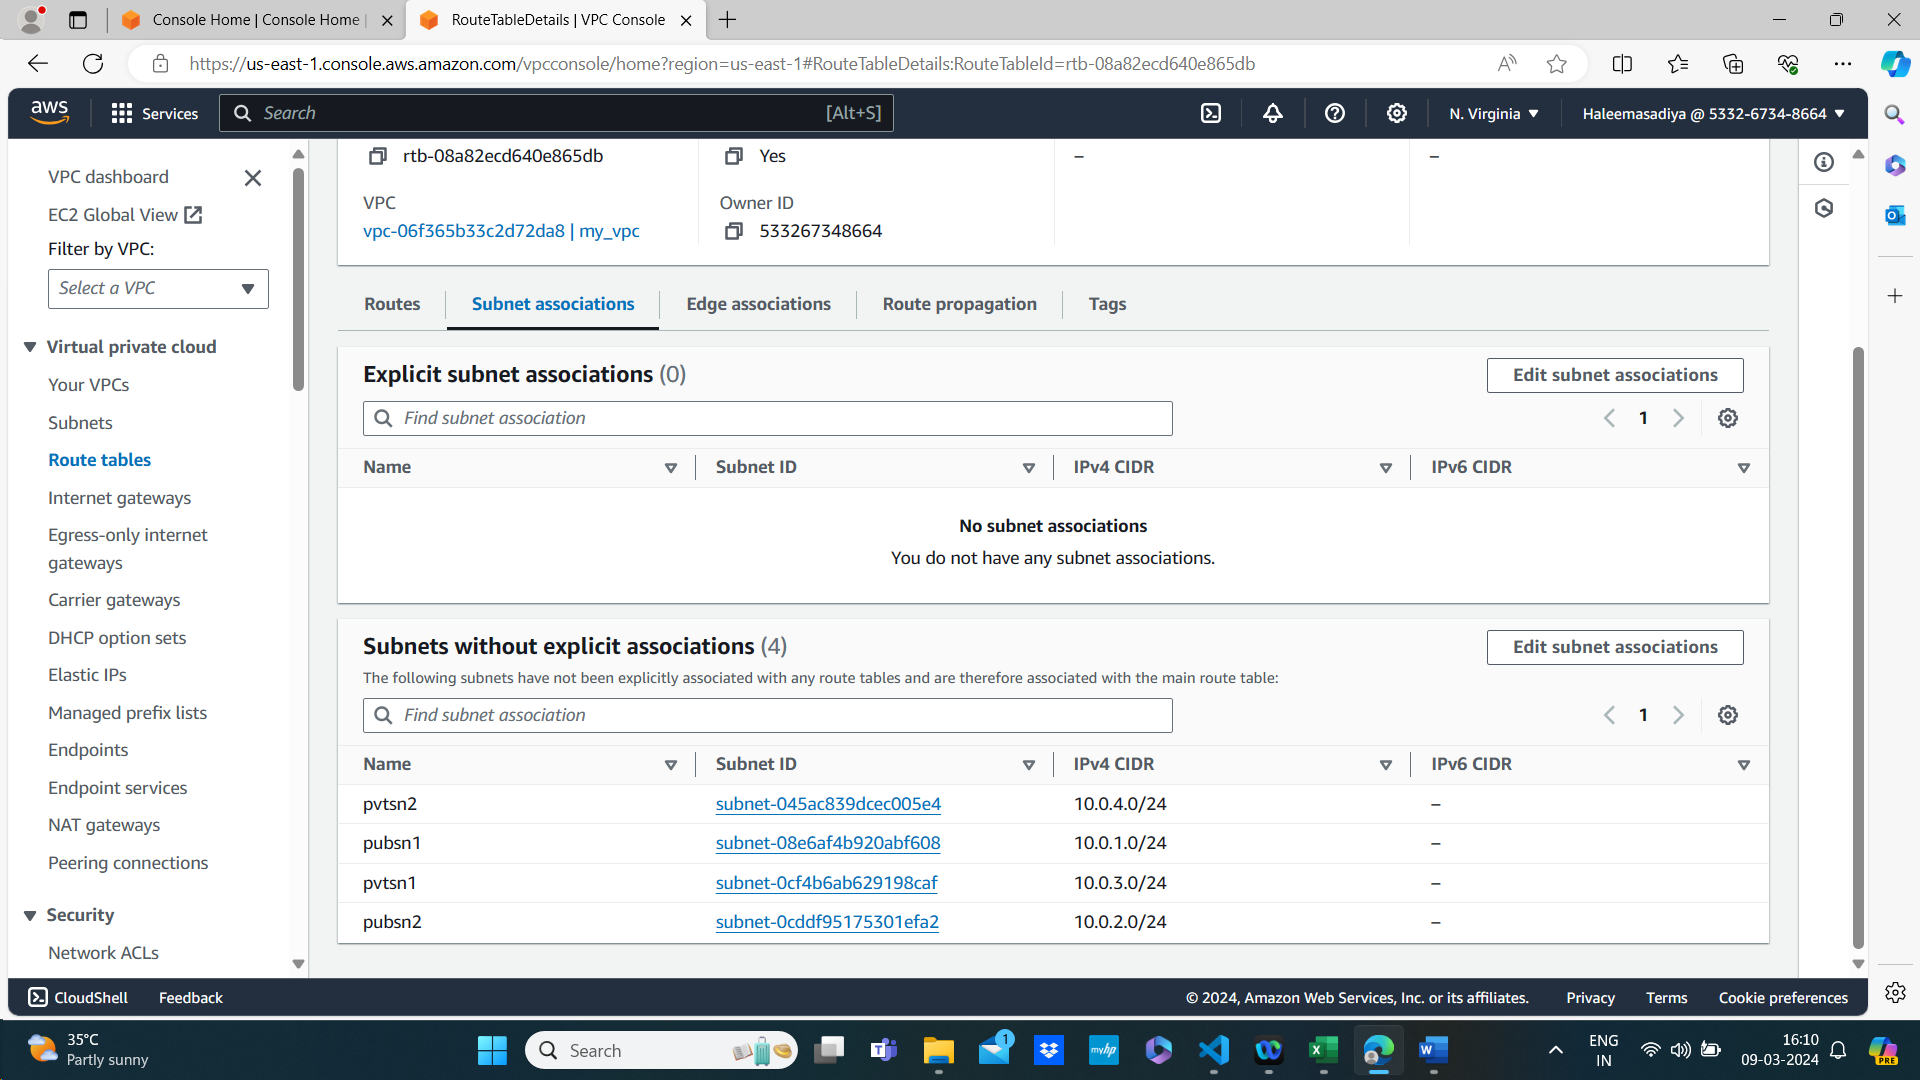 Console Home | Console Home |
RouteTableDetails | VPC Console
https://us-east-1.console.aws.amazon.com/vpcconsole/home?region=us-east-1#RouteTableDetails:RouteTableId=rtb-08a82ecd640e865db
aws
Services
Search
[Alt+S]
N. Virginia
Haleemasadiya @ 5332-6734-8664
VPC dashboard
EC2 Global View
Filter by VPC:
Select a VPC
Virtual private cloud
Your VPCs
Subnets
Route tables
Internet gateways
Egress-only internet
gateways
Carrier gateways
DHCP option sets
Elastic IPs
Managed prefix lists
Endpoints
Endpoint services
NAT gateways
Peering connections
Security
Network ACLs
rtb-08a82ecd640e865db
Yes
–
–
VPC
Owner ID
vpc-06f365b33c2d72da8 | my_vpc
533267348664
Routes
Subnet associations
Edge associations
Route propagation
Tags
Explicit subnet associations (0)
Edit subnet associations
Find subnet association
1
Name
Subnet ID
IPv4 CIDR
IPv6 CIDR
No subnet associations
You do not have any subnet associations.
Subnets without explicit associations (4)
Edit subnet associations
The following subnets have not been explicitly associated with any route tables and are therefore associated with the main route table:
Find subnet association
1
Name
Subnet ID
IPv4 CIDR
IPv6 CIDR
pvtsn2 subnet-045ac839dcec005e4 10.0.4.0/24 –
pubsn1 subnet-08e6af4b920abf608 10.0.1.0/24 –
pvtsn1 subnet-0cf4b6ab629198caf 10.0.3.0/24 –
pubsn2 subnet-0cddf95175301efa2 10.0.2.0/24 –
CloudShell
Feedback
© 2024, Amazon Web Services, Inc. or its affiliates.
Privacy
Terms
Cookie preferences
35°C
Partly sunny
Search
1
myhp
ENG
IN
16:10
09-03-2024
PRE